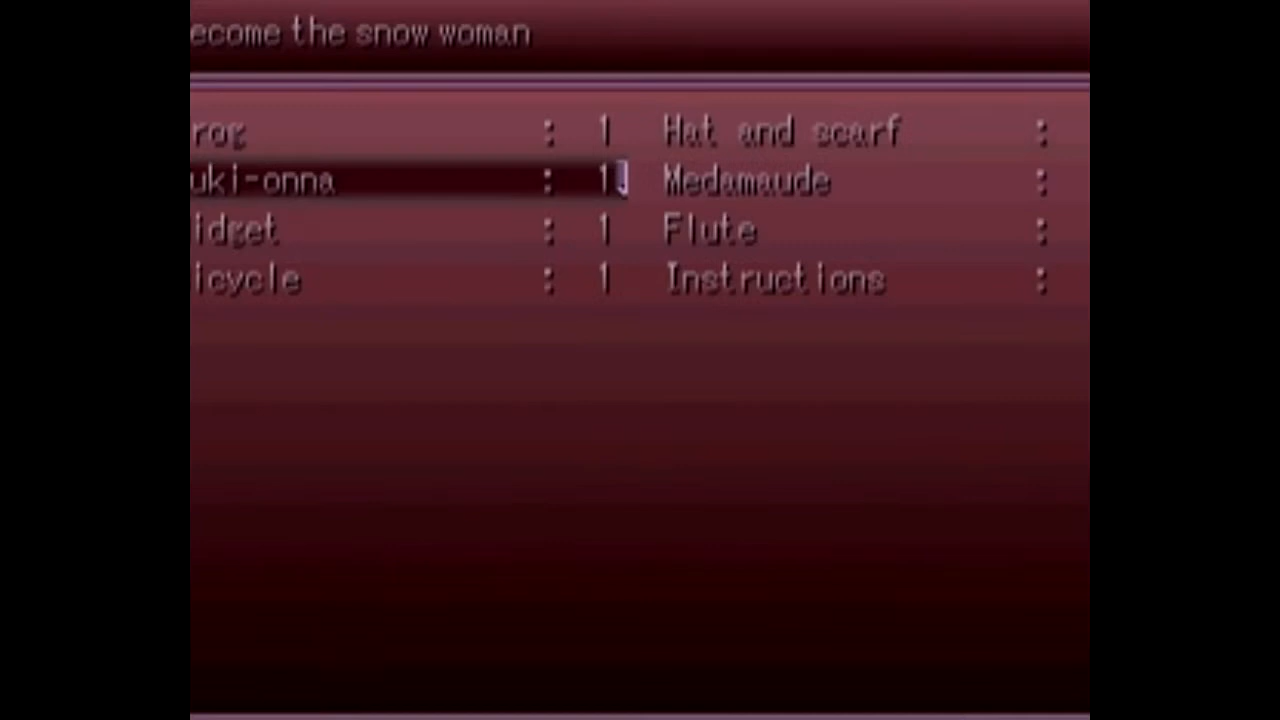 ecome the snow woman
rog : 1 Hat and scarf :
uki-onna : 1 Medamaude :
idget : 1 Flute :
icycle : 1 Instructions :